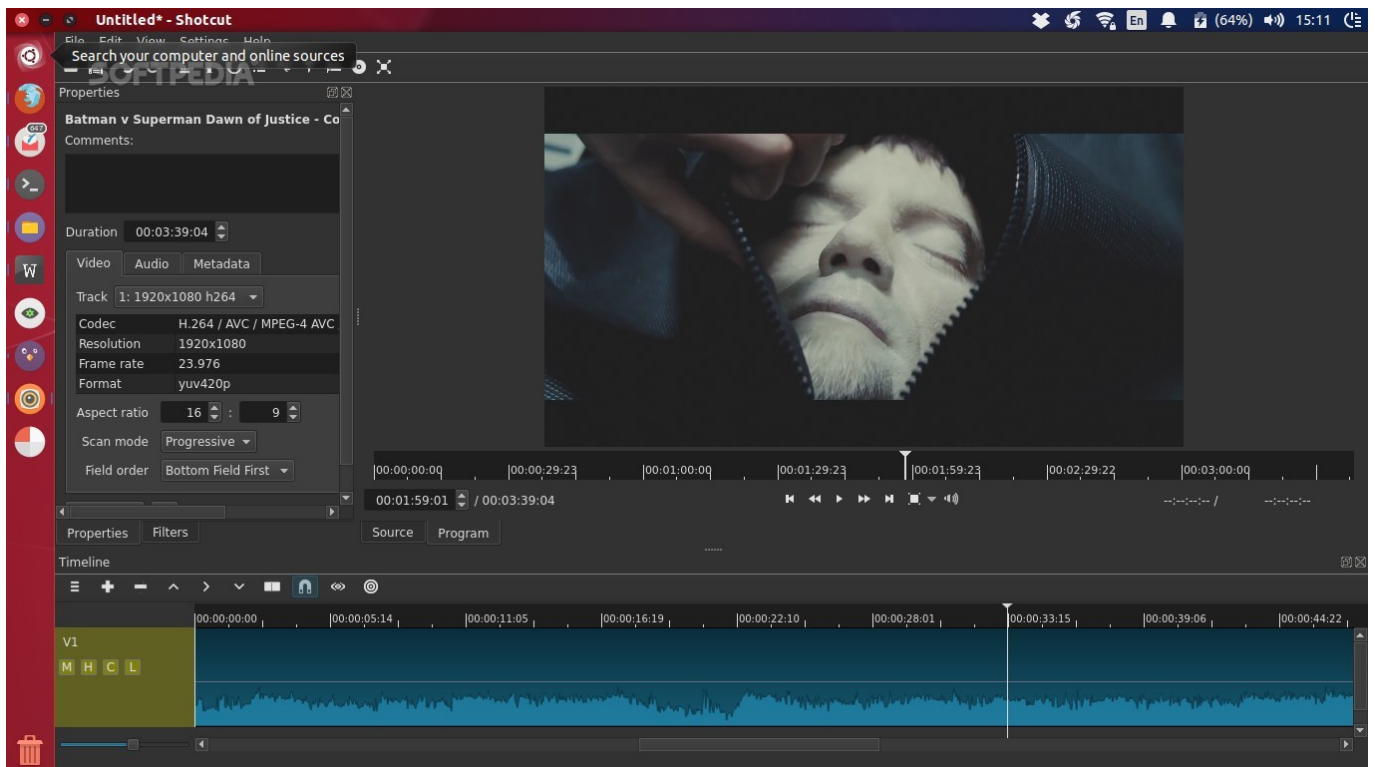 Untitled* - Shotcut
En
(64%)
15:11
File Edit View Settings Help
Search your computer and online sources
SOFTPEDIA
Properties
Batman v Superman Dawn of Justice - Co
Comments:
647
Duration 00:03:39:04
Video Audio Metadata
Track 1: 1920x1080 h264
Codec H.264 / AVC / MPEG-4 AVC
Resolution 1920x1080
Frame rate 23.976
Format yuv420p
Aspect ratio 16 : 9
Scan mode Progressive
Field order Bottom Field First
W
00:00:00:00 00:00:29:23 00:01:00:00 00:01:29:23 00:01:59:23 00:02:29:22 00:03:00:00
00:01:59:01 / 00:03:39:04
--:--:--:-- / --:--:--:--
Properties Filters
Source Program
Timeline
00:00:00:00 00:00:05:14 00:00:11:05 00:00:16:19 00:00:22:10 00:00:28:01 00:00:33:15 00:00:39:06 00:00:44:22
V1
M H C L